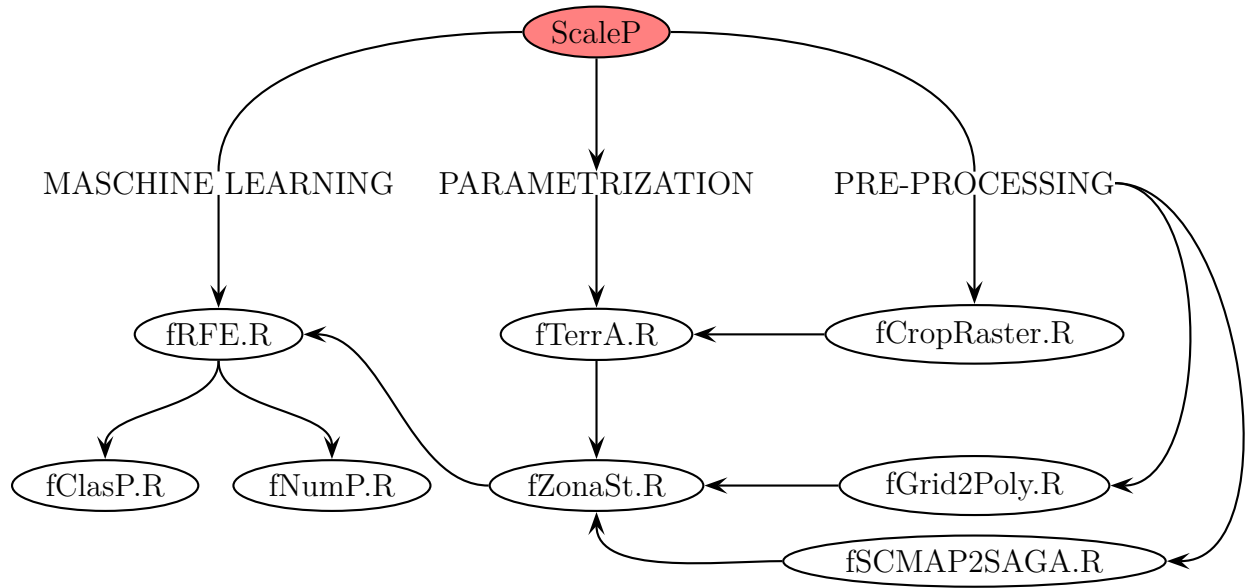 ScaleP
MASCHINE LEARNING
PARAMETRIZATION
PRE-PROCESSING
fRFE.R
fTerrA.R
fCropRaster.R
fClasP.R
fNumP.R
fZonaSt.R
fGrid2Poly.R
fSCMAP2SAGA.R